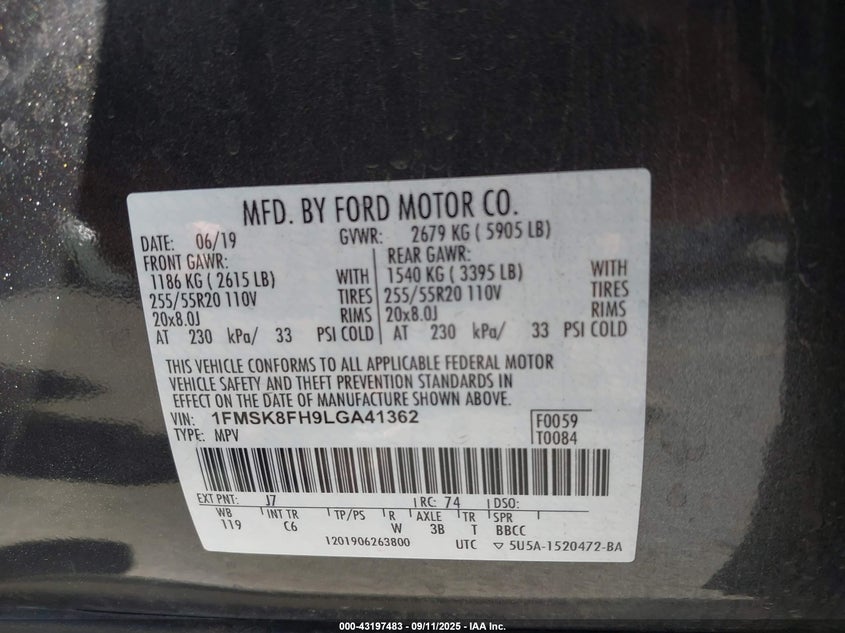 MFD. BY FORD MOTOR CO.
DATE: 06/19 GVWR: 2679 KG ( 5905 LB)
FRONT GAWR: REAR GAWR:
1186 KG ( 2615 LB) WITH 1540 KG ( 3395 LB) WITH
255/55R20 110V TIRES 255/55R20 110V TIRES
20x8.0J RIMS 20x8.0J RIMS
AT 230 kPa/ 33 PSI COLD AT 230 kPa/ 33 PSI COLD
THIS VEHICLE CONFORMS TO ALL APPLICABLE FEDERAL MOTOR
VEHICLE SAFETY AND THEFT PREVENTION STANDARDS IN
EFFECT ON THE DATE OF MANUFACTURE SHOWN ABOVE.
VIN: 1FMSK8FH9LGA41362 F0059
TYPE: MPV T0084
EXT PNT: J7 RC: 74 DSO:
WB INT TR TP/PS R AXLE TR SPR
119 C6 W 3B T BBCC
1201906263800 UTC ▽ 5U5A-1520472-BA
000-43197483 - 09/11/2025 - IAA Inc.